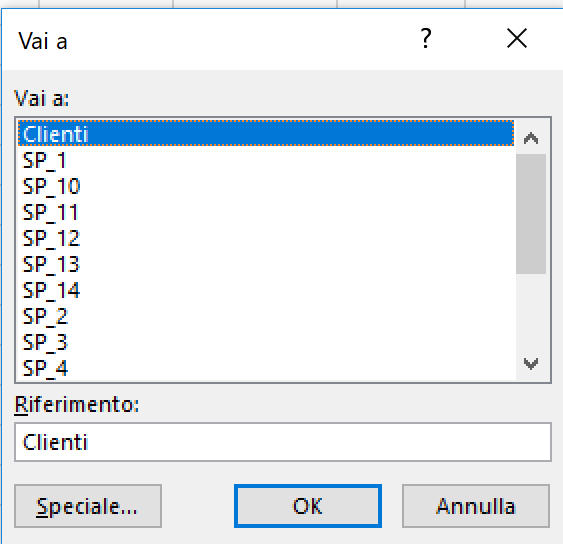 Vai a
?
Vai a:
Clienti
SP_1
SP_10
SP_11
SP_12
SP_13
SP_14
SP_2
SP_3
SP_4
Riferimento:
Clienti
Speciale...
OK
Annulla